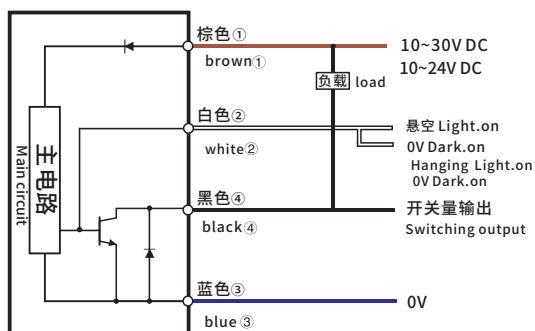 棕色①
brown①
10~30V DC
10~24V DC
负载 load
白色②
white②
悬空 Light.on
0V Dark.on
Hanging Light.on
0V Dark.on
主电路
Main circuit
黑色④
black④
开关量输出
Switching output
蓝色③
blue ③
0V